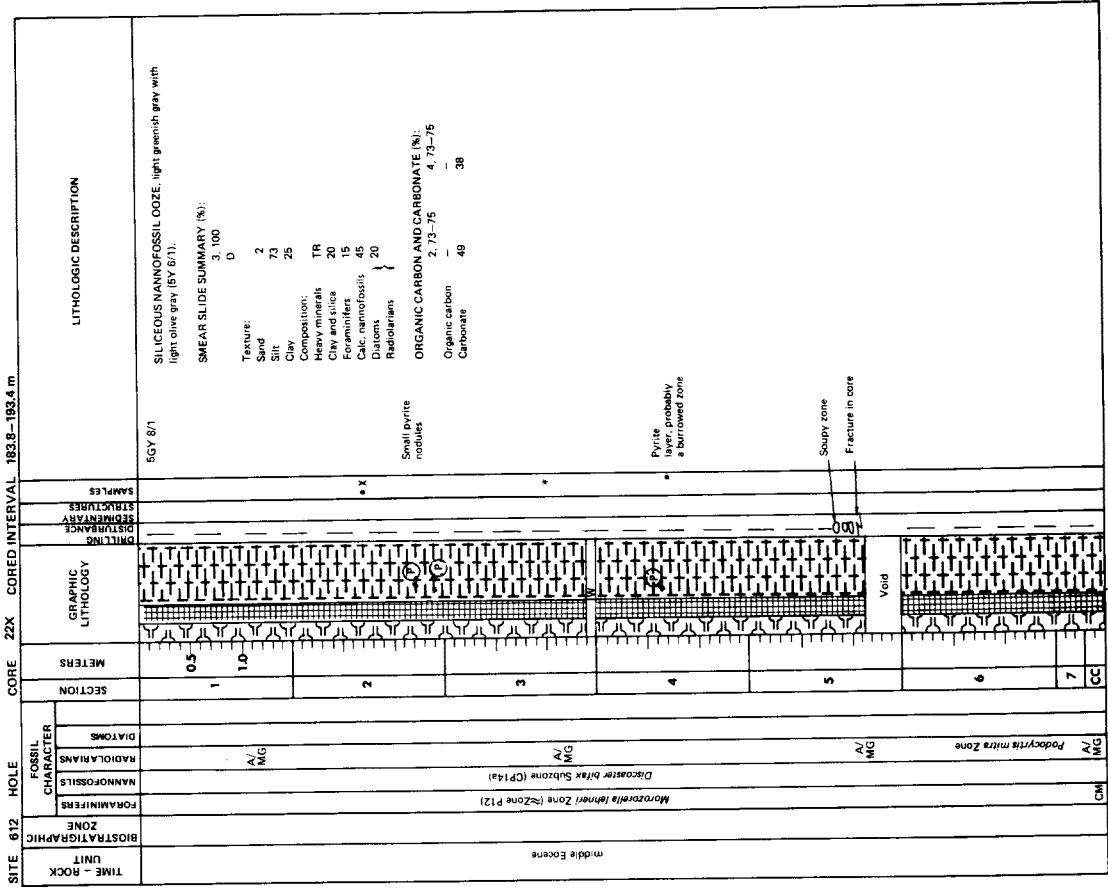 SITE 612 HOLE CORE 22X CORED INTERVAL 183.8–193.4 m
TIME – ROCK UNIT
BIOSTRATIGRAPHIC ZONE
FOSSIL CHARACTER
FORAMINIFERS
NANNOFOSSILS
RADIOLARIANS
DIATOMS
SECTION
METERS
GRAPHIC LITHOLOGY
DRILLING DISTURBANCE
SEDIMENTARY STRUCTURES
SAMPLES
LITHOLOGIC DESCRIPTION
middle Eocene
Morozorella lehneri Zone (≈Zone P12)
Discoaster bifax Subzone (CP14a)
Podocyrtis mitra Zone
A/MG
A/MG
A/MG
A/MG
CM
1
2
3
4
5
6
7
CC
0.5
1.0
P
P
W
P
Void
* X
*
*
5GY 8/1
Small pyrite
nodules
Pyrite
layer, probably
a burrowed zone
Soupy zone
Fracture in core
SILICEOUS NANNOFOSSIL OOZE, light greenish gray with
light olive gray (5Y 6/1).
SMEAR SLIDE SUMMARY (%):
3, 100
D
Texture:
Sand 2
Silt 73
Clay 25
Composition:
Heavy minerals TR
Clay and silica 20
Foraminifers 15
Calc. nannofossils 45
Diatoms } 20
Radiolarians
ORGANIC CARBON AND CARBONATE (%):
2, 73–75 4, 73–75
Organic carbon – –
Carbonate 49 38